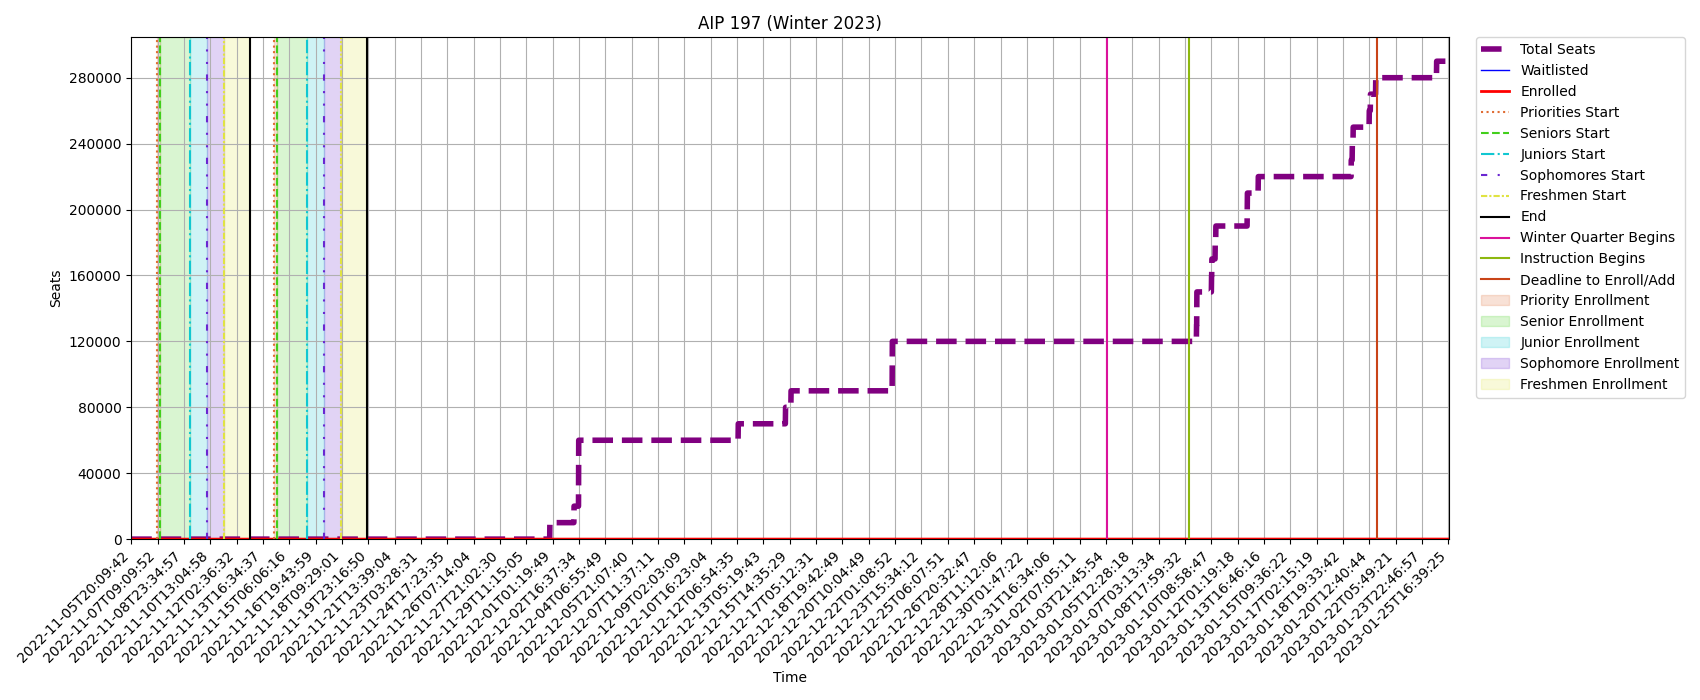 AIP 197 (Winter 2023)
Seats
280000
240000
200000
160000
120000
80000
40000
0
2022-11-05T20:09:42
2022-11-07T09:09:52
2022-11-08T23:34:57
2022-11-10T13:04:58
2022-11-12T02:36:32
2022-11-13T16:34:37
2022-11-15T06:06:16
2022-11-16T19:43:59
2022-11-18T09:29:01
2022-11-19T23:16:50
2022-11-21T13:39:04
2022-11-23T03:28:31
2022-11-24T17:23:35
2022-11-26T07:14:04
2022-11-27T21:02:30
2022-11-29T11:15:05
2022-12-01T01:19:49
2022-12-02T16:37:34
2022-12-04T06:55:49
2022-12-05T21:07:40
2022-12-07T11:37:11
2022-12-09T02:03:09
2022-12-10T16:23:04
2022-12-12T06:54:35
2022-12-13T05:19:43
2022-12-15T14:35:29
2022-12-17T05:12:31
2022-12-18T19:42:49
2022-12-20T10:04:49
2022-12-22T01:08:52
2022-12-23T15:34:12
2022-12-25T06:07:51
2022-12-26T20:32:47
2022-12-28T11:12:06
2022-12-30T01:47:22
2022-12-31T16:34:06
2023-01-02T07:05:11
2023-01-03T21:45:54
2023-01-05T12:28:18
2023-01-07T03:13:34
2023-01-08T17:59:32
2023-01-10T08:58:47
2023-01-12T01:19:18
2023-01-13T16:46:16
2023-01-15T09:36:22
2023-01-17T02:15:19
2023-01-18T19:33:42
2023-01-20T12:40:44
2023-01-22T05:49:21
2023-01-23T22:46:57
2023-01-25T16:39:25
Time
Total Seats
Waitlisted
Enrolled
Priorities Start
Seniors Start
Juniors Start
Sophomores Start
Freshmen Start
End
Winter Quarter Begins
Instruction Begins
Deadline to Enroll/Add
Priority Enrollment
Senior Enrollment
Junior Enrollment
Sophomore Enrollment
Freshmen Enrollment